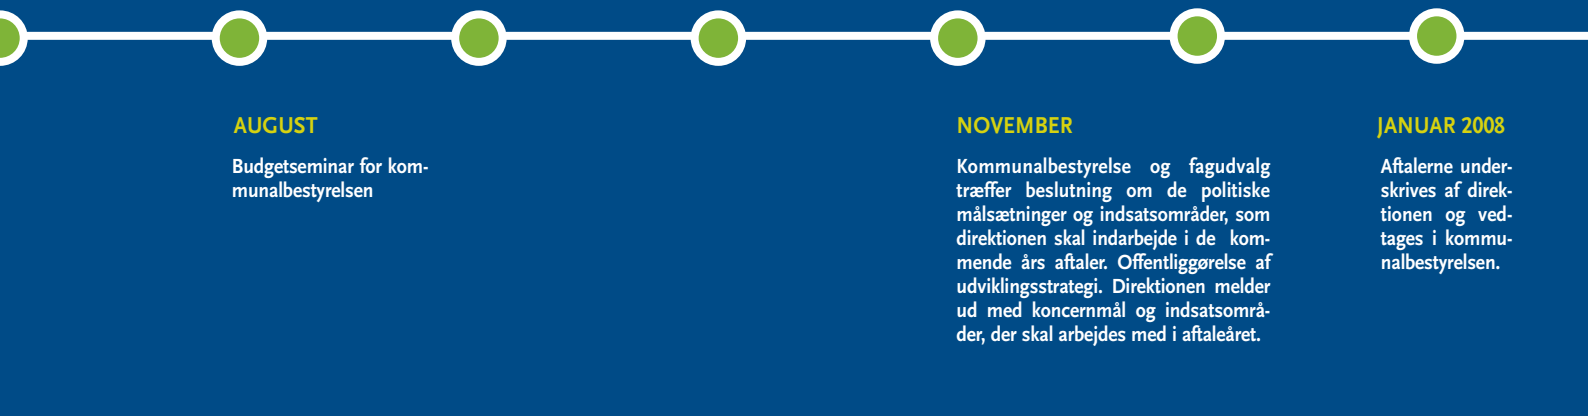 AUGUST
Budgetseminar for kom-
munalbestyrelsen
NOVEMBER
Kommunalbestyrelse og fagudvalg
træffer beslutning om de politiske
målsætninger og indsatsområder, som
direktionen skal indarbejde i de kom-
mende års aftaler. Offentliggørelse af
udviklingsstrategi. Direktionen melder
ud med koncernmål og indsatsområ-
der, der skal arbejdes med i aftaleåret.
JANUAR 2008
Aftalerne under-
skrives af direk-
tionen og ved-
tages i kommu-
nalbestyrelsen.